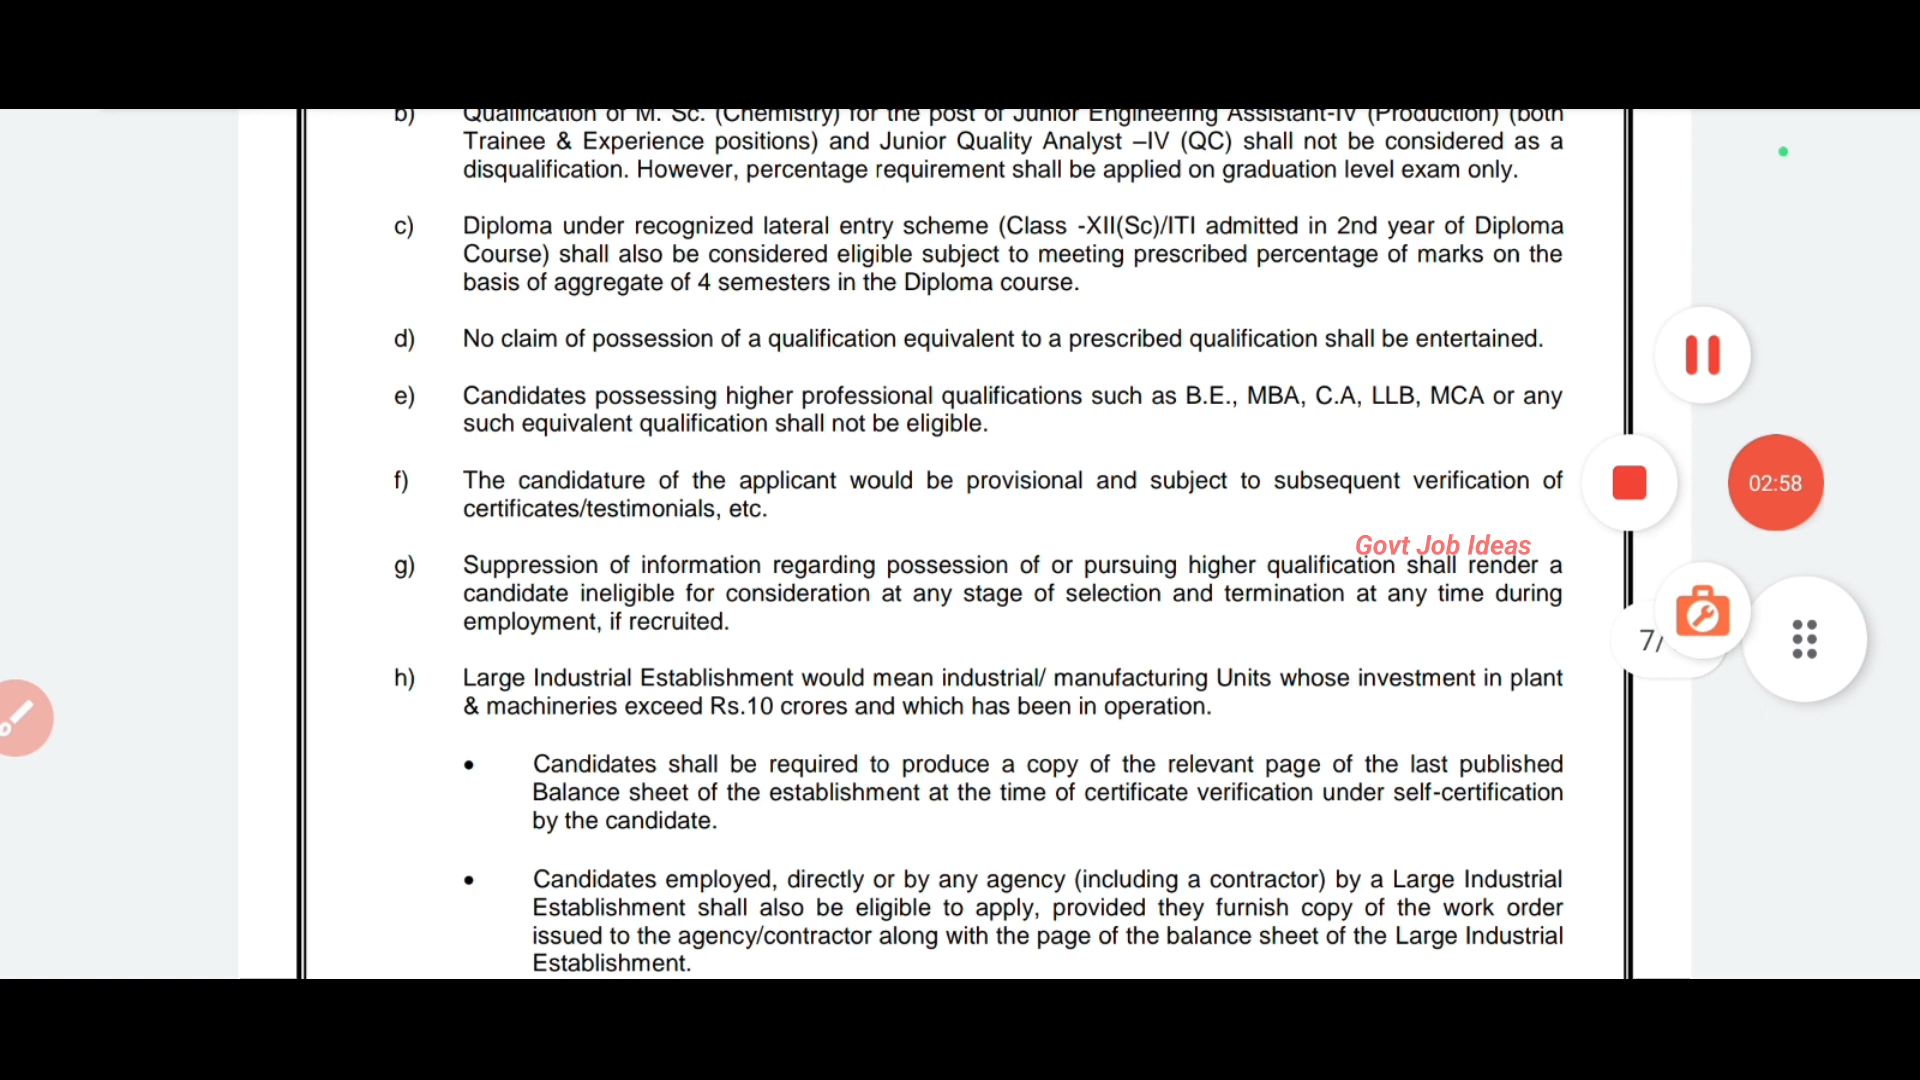 b) Qualification of M. Sc. (Chemistry) for the post of Junior Engineering Assistant-IV (Production) (both
Trainee & Experience positions) and Junior Quality Analyst –IV (QC) shall not be considered as a
disqualification. However, percentage requirement shall be applied on graduation level exam only.
c) Diploma under recognized lateral entry scheme (Class -XII(Sc)/ITI admitted in 2nd year of Diploma
Course) shall also be considered eligible subject to meeting prescribed percentage of marks on the
basis of aggregate of 4 semesters in the Diploma course.
d) No claim of possession of a qualification equivalent to a prescribed qualification shall be entertained.
e) Candidates possessing higher professional qualifications such as B.E., MBA, C.A, LLB, MCA or any
such equivalent qualification shall not be eligible.
f) The candidature of the applicant would be provisional and subject to subsequent verification of
certificates/testimonials, etc.
02:58
Govt Job Ideas
g) Suppression of information regarding possession of or pursuing higher qualification shall render a
candidate ineligible for consideration at any stage of selection and termination at any time during
employment, if recruited.
7/
h) Large Industrial Establishment would mean industrial/ manufacturing Units whose investment in plant
& machineries exceed Rs.10 crores and which has been in operation.
• Candidates shall be required to produce a copy of the relevant page of the last published
Balance sheet of the establishment at the time of certificate verification under self-certification
by the candidate.
• Candidates employed, directly or by any agency (including a contractor) by a Large Industrial
Establishment shall also be eligible to apply, provided they furnish copy of the work order
issued to the agency/contractor along with the page of the balance sheet of the Large Industrial
Establishment.